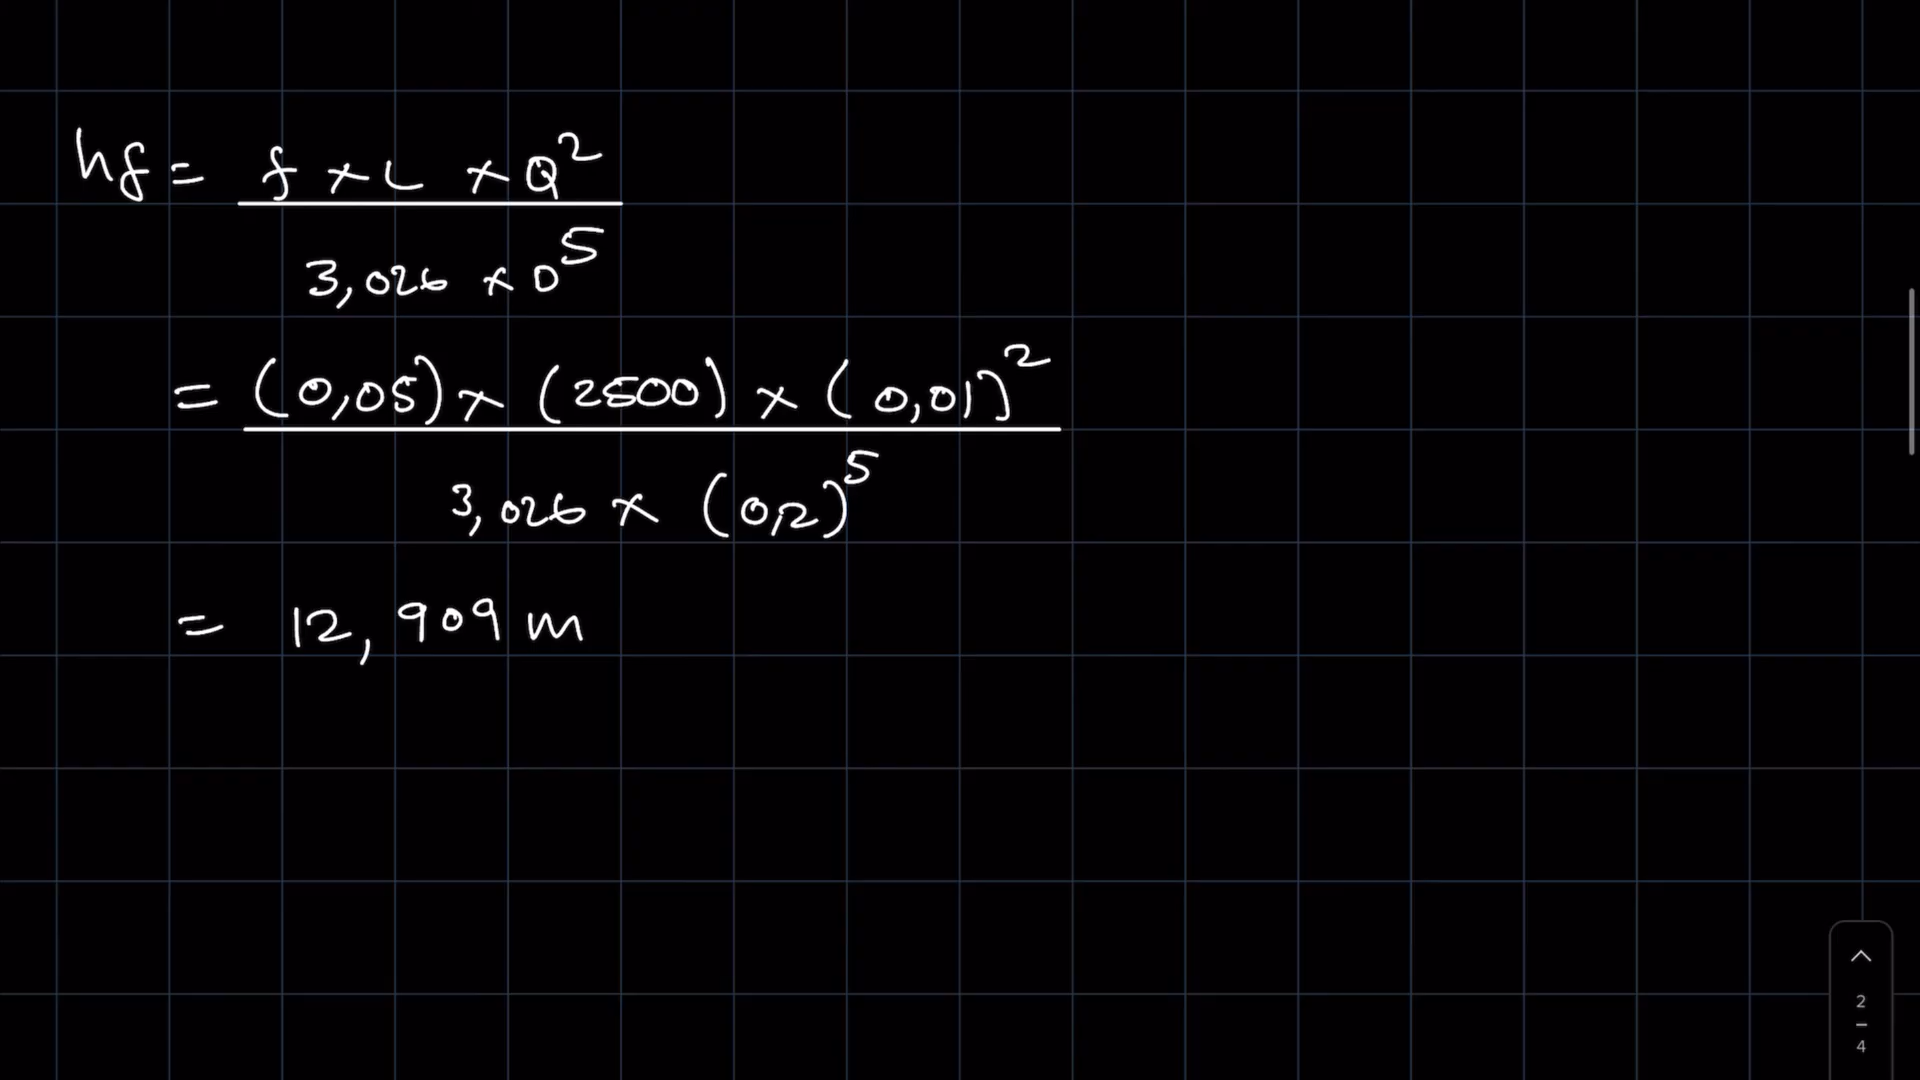 hf = f × L × Q²
3,026 × D⁵
= (0,05) × (2500) × (0,01)²
3,026 × (0,2)⁵
= 12,909 m
2
4